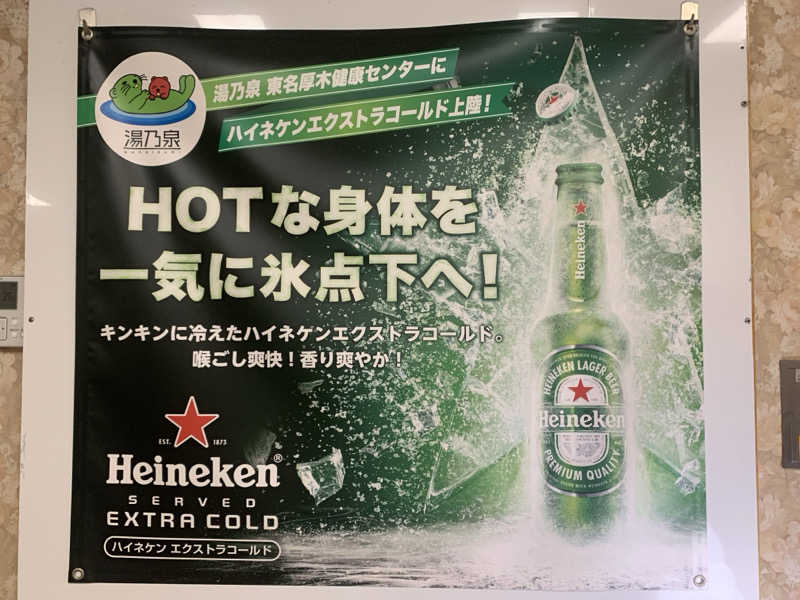 湯乃泉
湯乃泉 東名厚木健康センターに
ハイネケンエクストラコールド上陸!
HOTな身体を
一気に氷点下へ!
キンキンに冷えたハイネケンエクストラコールド。
喉ごし爽快!香り爽やか!
EST. 1873
Heineken®
SERVED
EXTRA COLD
ハイネケン エクストラコールド
Heineken
HEINEKEN LAGER BEER
Heineken
PREMIUM QUALITY